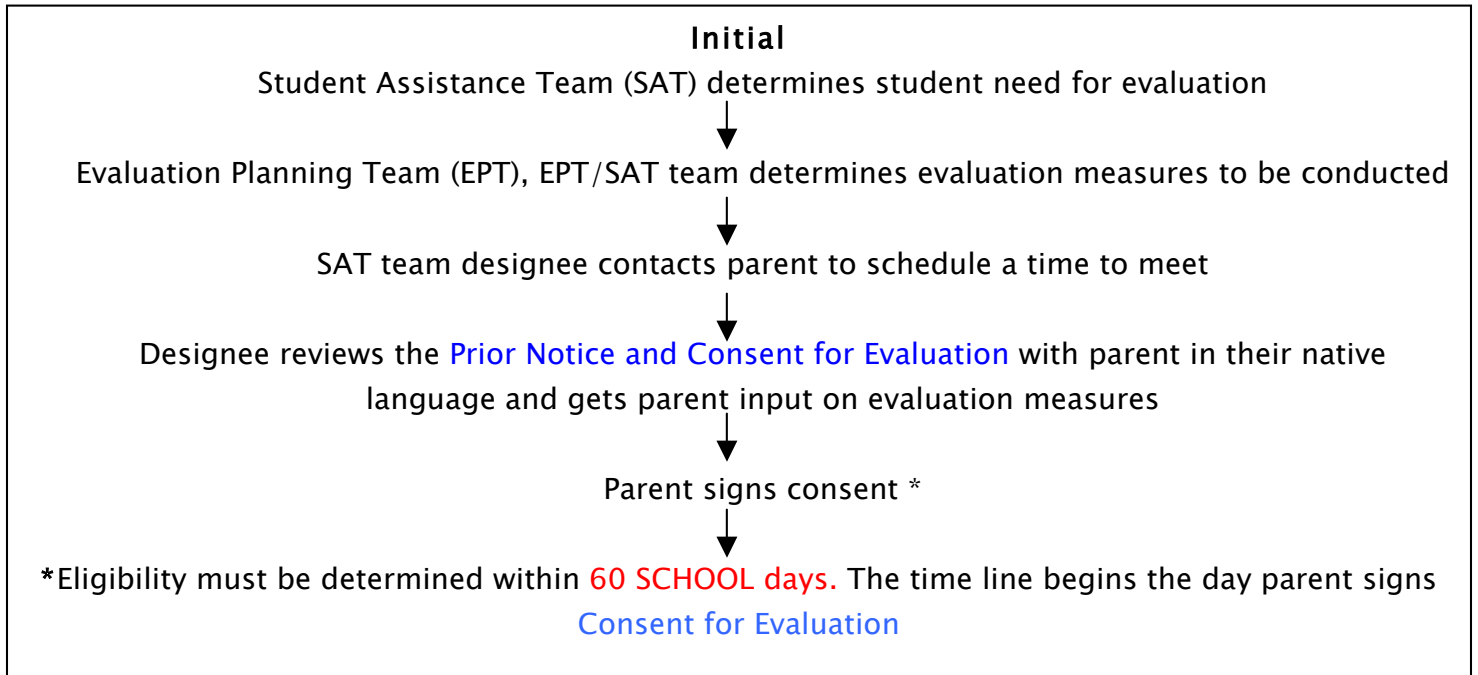 Initial
Student Assistance Team (SAT) determines student need for evaluation
Evaluation Planning Team (EPT), EPT/SAT team determines evaluation measures to be conducted
SAT team designee contacts parent to schedule a time to meet
Designee reviews the Prior Notice and Consent for Evaluation with parent in their native
language and gets parent input on evaluation measures
Parent signs consent *
*Eligibility must be determined within 60 SCHOOL days. The time line begins the day parent signs
Consent for Evaluation